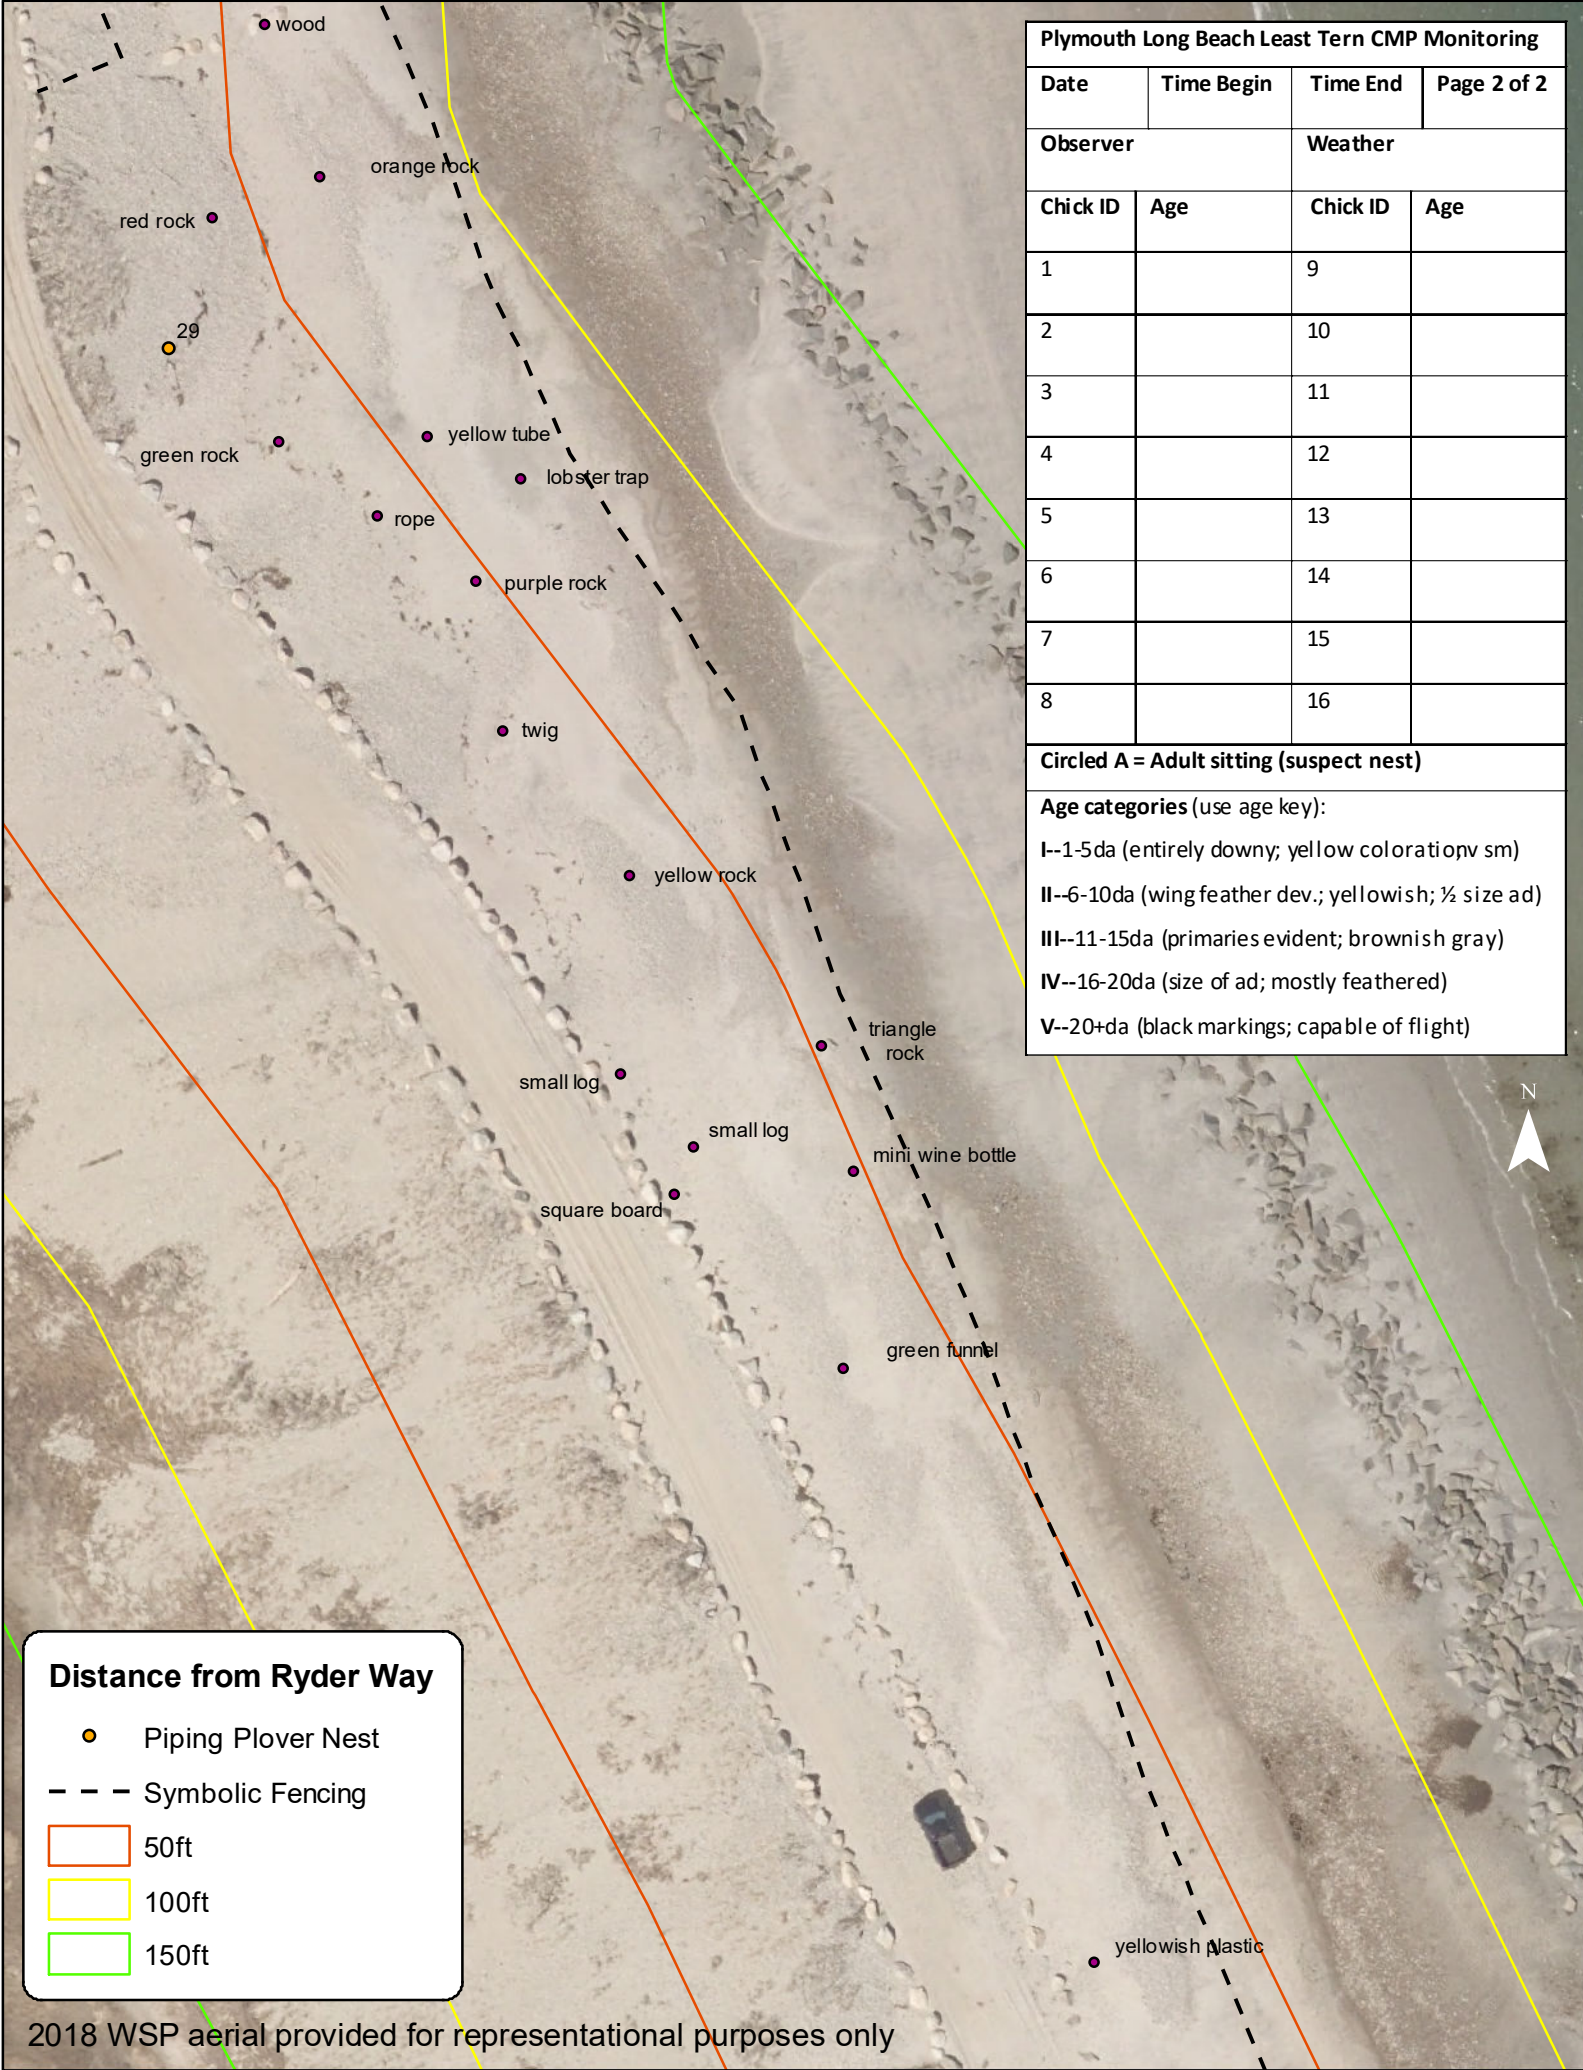 wood
orange rock
red rock
29
yellow tube
green rock
lobster trap
rope
purple rock
twig
yellow rock
triangle
rock
small log
small log
mini wine bottle
square board
green funnel
yellowish plastic
Plymouth Long Beach Least Tern CMP Monitoring
Date Time Begin Time End Page 2 of 2
Observer Weather
Chick ID Age Chick ID Age
1 9
2 10
3 11
4 12
5 13
6 14
7 15
8 16
Circled A = Adult sitting (suspect nest)
Age categories (use age key):
I--1-5da (entirely downy; yellow coloration; v sm)
II--6-10da (wing feather dev.; yellowish; ½ size ad)
III--11-15da (primaries evident; brownish gray)
IV--16-20da (size of ad; mostly feathered)
V--20+da (black markings; capable of flight)
N
Distance from Ryder Way
Piping Plover Nest
Symbolic Fencing
50ft
100ft
150ft
2018 WSP aerial provided for representational purposes only